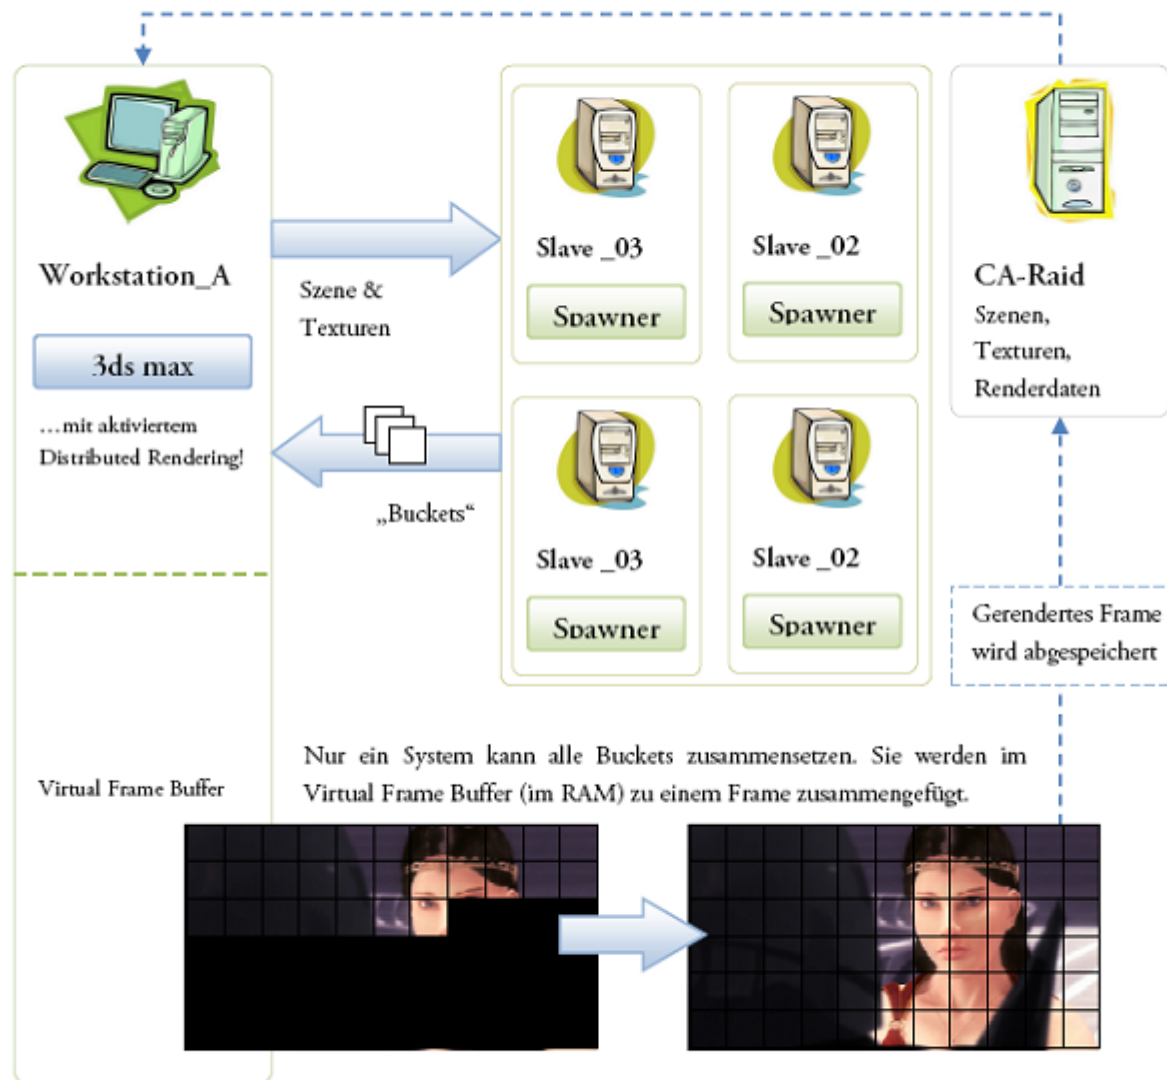 Workstation_A
3ds max
…mit aktiviertem
Distributed Rendering!
Szene &
Texturen
„Buckets“
Slave _03
Spawner
Slave _02
Spawner
Slave _03
Spawner
Slave _02
Spawner
CA-Raid
Szenen,
Texturen,
Renderdaten
Gerendertes Frame
wird abgespeichert
Virtual Frame Buffer
Nur ein System kann alle Buckets zusammensetzen. Sie werden im
Virtual Frame Buffer (im RAM) zu einem Frame zusammengefügt.